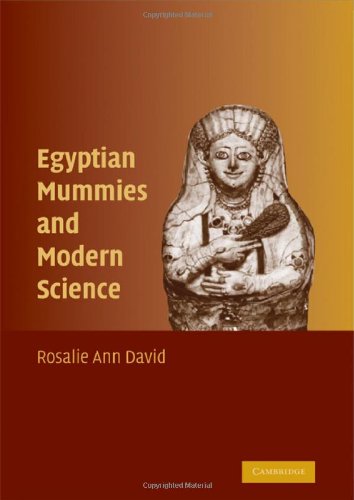 Egyptian
Mummies
and
Modern
Science
Rosalie Ann David
CAMBRIDGE